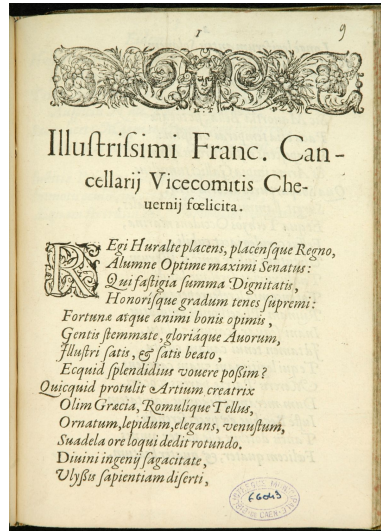 1 9
Illuſtriſsimi Franc. Can-
cellarij Vicecomitis Che-
uernij fœlicita.
REgi Huralte placens, placénſque Regno,
Alumne Optime maximi Senatus:
Qui faſtigia ſumma Dignitatis,
Honoriſque gradum tenes ſupremi:
Fortunæ atque animi bonis opimis,
Gentis ſtemmate, gloriáque Auorum,
Illuſtri ſatis, & ſatis beato,
Ecquid ſplendidius vouere poſsim?
Quicquid protulit Artium creatrix
Olim Græcia, Romulíque Tellus,
Ornatum, lepidum, elegans, venuſtum,
Suadela ore loqui dedit rotundo.
Diuini ingenij ſagacitate,
Vlyſsis ſapientiam diſerti,
E6043